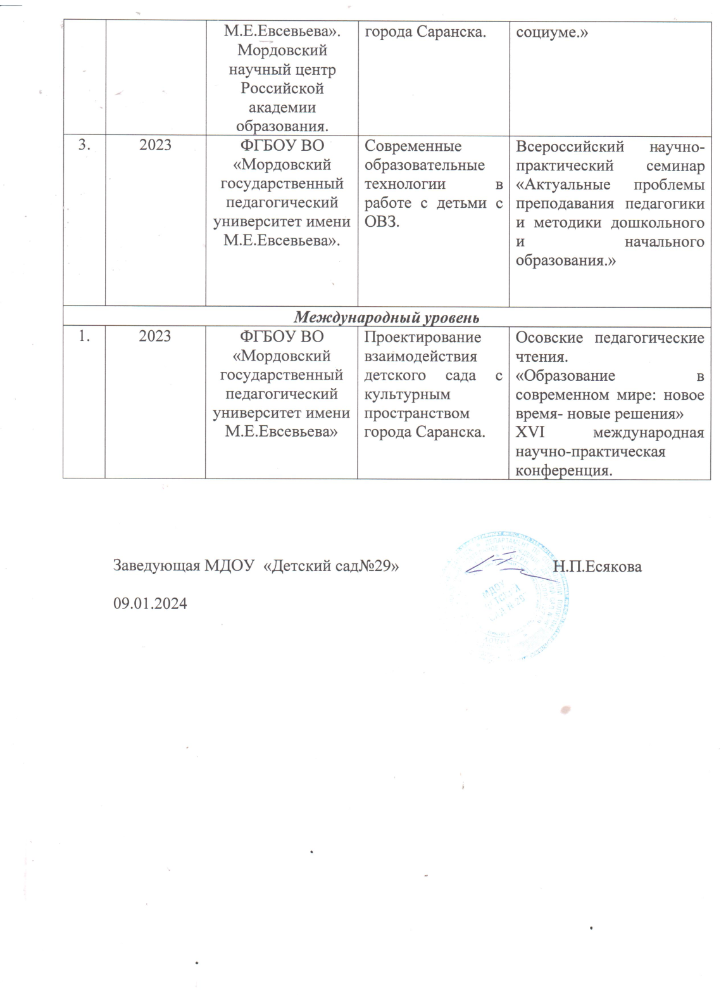 М.Е.Евсевьева».
Мордовский
научный центр
Российской
академии
образования.
города Саранска.
социуме.»
3.
2023
ФГБОУ ВО
«Мордовский
государственный
педагогический
университет имени
М.Е.Евсевьева».
Современные
образовательные
технологии в
работе с детьми с
ОВЗ.
Всероссийский научно-
практический семинар
«Актуальные проблемы
преподавания педагогики
и методики дошкольного
и начального
образования.»
Международный уровень
1.
2023
ФГБОУ ВО
«Мордовский
государственный
педагогический
университет имени
М.Е.Евсевьева»
Проектирование
взаимодействия
детского сада с
культурным
пространством
города Саранска.
Осовские педагогические
чтения.
«Образование в
современном мире: новое
время- новые решения»
XVI международная
научно-практическая
конференция.
Заведующая МДОУ «Детский сад№29»
Н.П.Есякова
09.01.2024
МДОУ